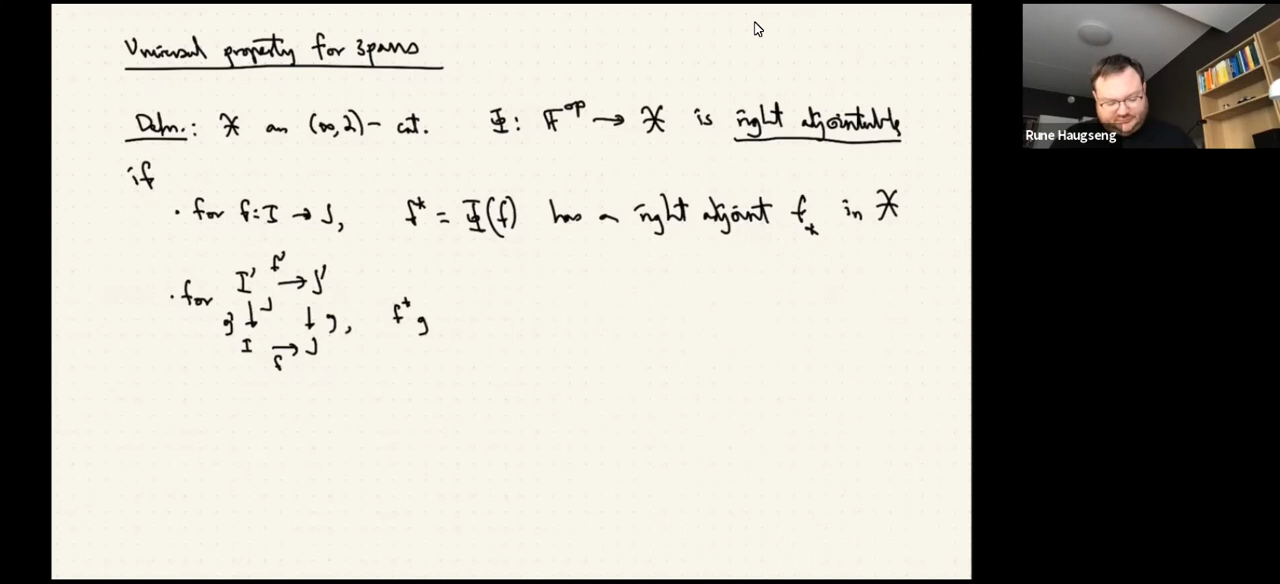 Universal property for spans
Defn.: 𝒳 an (∞,2)-cat. Φ: 𝔽^op → 𝒳 is right adjointable
if
· for f: I → J, f* = Φ(f) has a right adjoint f_* in 𝒳
· for I' →^{f'} J'
g' ↓ ⌟ ↓ g, f* g
I →_f J
Rune Haugseng